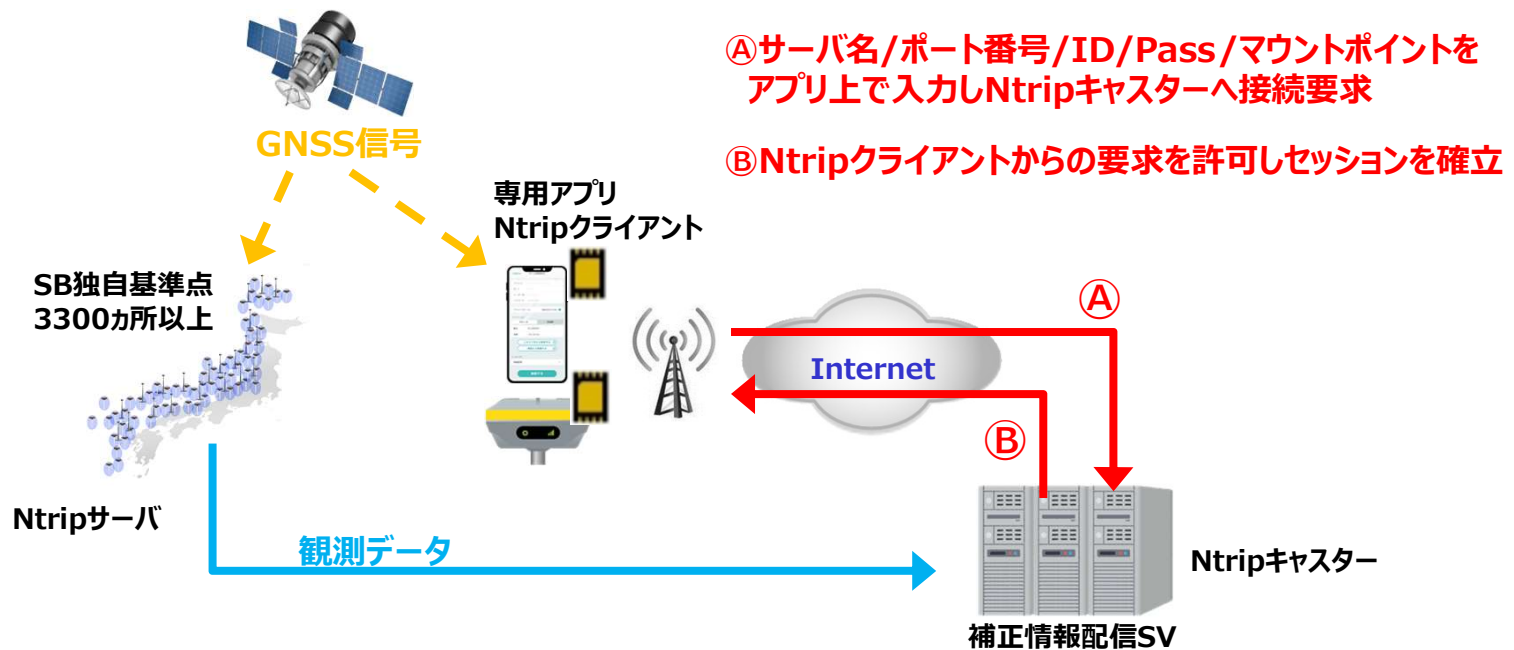 Ⓐサーバ名/ポート番号/ID/Pass/マウントポイントを
アプリ上で入力しNtripキャスターへ接続要求
ⒷNtripクライアントからの要求を許可しセッションを確立
GNSS信号
専用アプリ
Ntripクライアント
SB独自基準点
3300ヵ所以上
Ⓐ
Internet
Ⓑ
Ntripサーバ
観測データ
Ntripキャスター
補正情報配信SV